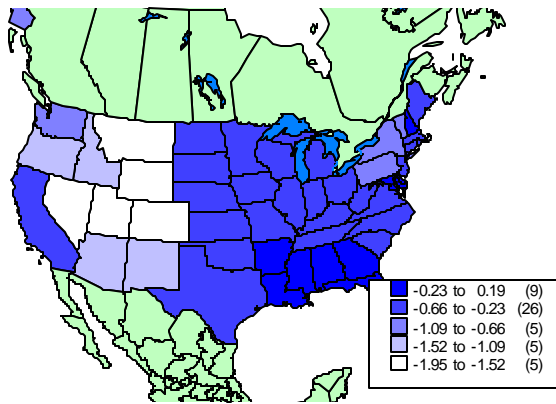 -0.23 to 0.19 (9)
-0.66 to -0.23 (26)
-1.09 to -0.66 (5)
-1.52 to -1.09 (5)
-1.95 to -1.52 (5)